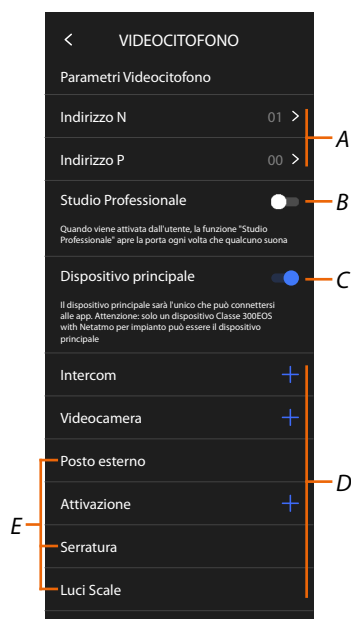 VIDEOCITOFONO
Parametri Videocitofono
Indirizzo N 01
A
Indirizzo P 00
Studio Professionale
B
Quando viene attivata dall'utente, la funzione "Studio
Professionale" apre la porta ogni volta che qualcuno suona
Dispositivo principale
C
Il dispositivo principale sarà l'unico che può connettersi
alle app. Attenzione: solo un dispositivo Classe 300EOS
with Netatmo per impianto può essere il dispositivo
principale
Intercom
Videocamera
Posto esterno
D
Attivazione
E
Serratura
Luci Scale